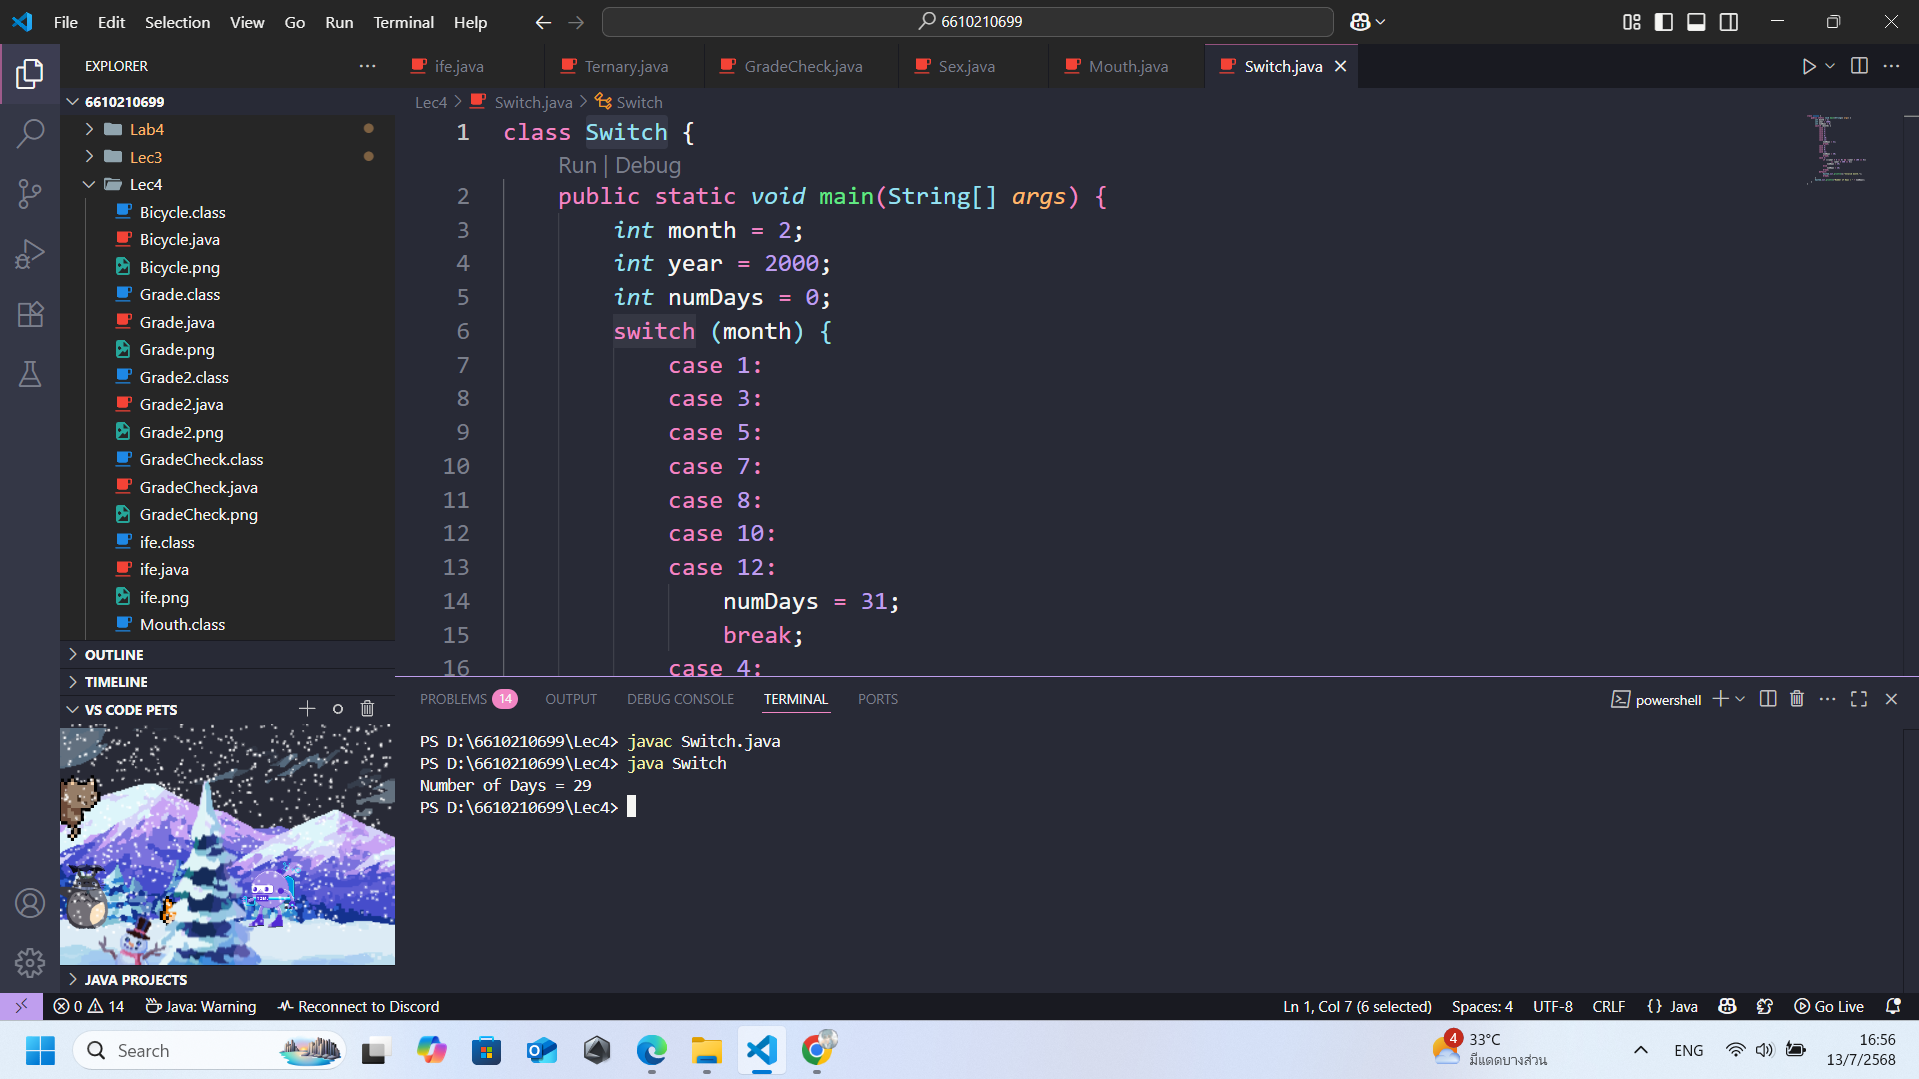 File Edit Selection View Go Run Terminal Help
6610210699
EXPLORER
6610210699
Lab4
Lec3
Lec4
Bicycle.class
Bicycle.java
Bicycle.png
Grade.class
Grade.java
Grade.png
Grade2.class
Grade2.java
Grade2.png
GradeCheck.class
GradeCheck.java
GradeCheck.png
ife.class
ife.java
ife.png
Mouth.class
OUTLINE
TIMELINE
VS CODE PETS
JAVA PROJECTS
ife.java Ternary.java GradeCheck.java Sex.java Mouth.java Switch.java
Lec4 > Switch.java > Switch
1 class Switch {
Run | Debug
2 public static void main(String[] args) {
3 int month = 2;
4 int year = 2000;
5 int numDays = 0;
6 switch (month) {
7 case 1:
8 case 3:
9 case 5:
10 case 7:
11 case 8:
12 case 10:
13 case 12:
14 numDays = 31;
15 break;
16 case 4:
PROBLEMS 14 OUTPUT DEBUG CONSOLE TERMINAL PORTS
powershell
PS D:\6610210699\Lec4> javac Switch.java
PS D:\6610210699\Lec4> java Switch
Number of Days = 29
PS D:\6610210699\Lec4>
0 14 Java: Warning Reconnect to Discord
Ln 1, Col 7 (6 selected) Spaces: 4 UTF-8 CRLF {} Java Go Live
Search
4
33°C
มีแดดบางส่วน
ENG
16:56
13/7/2568